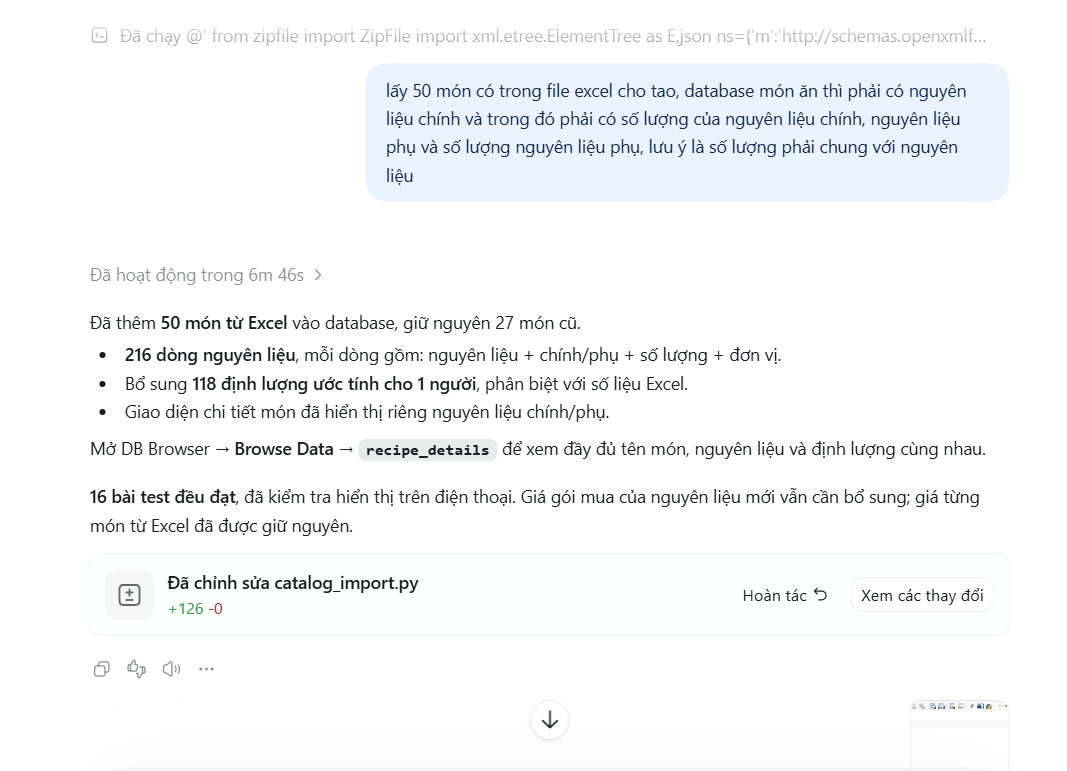 Đã chạy @' from zipfile import ZipFile import xml.etree.ElementTree as E,json ns={'m':'http://schemas.openxmlf...
lấy 50 món có trong file excel cho tao, database món ăn thì phải có nguyên
liệu chính và trong đó phải có số lượng của nguyên liệu chính, nguyên liệu
phụ và số lượng nguyên liệu phụ, lưu ý là số lượng phải chung với nguyên
liệu
Đã hoạt động trong 6m 46s
Đã thêm 50 món từ Excel vào database, giữ nguyên 27 món cũ.
• 216 dòng nguyên liệu, mỗi dòng gồm: nguyên liệu + chính/phụ + số lượng + đơn vị.
• Bổ sung 118 định lượng ước tính cho 1 người, phân biệt với số liệu Excel.
• Giao diện chi tiết món đã hiển thị riêng nguyên liệu chính/phụ.
Mở DB Browser → Browse Data → recipe_details để xem đầy đủ tên món, nguyên liệu và định lượng cùng nhau.
16 bài test đều đạt, đã kiểm tra hiển thị trên điện thoại. Giá gói mua của nguyên liệu mới vẫn cần bổ sung; giá từng
món từ Excel đã được giữ nguyên.
Đã chỉnh sửa catalog_import.py
+126 -0
Hoàn tác
Xem các thay đổi